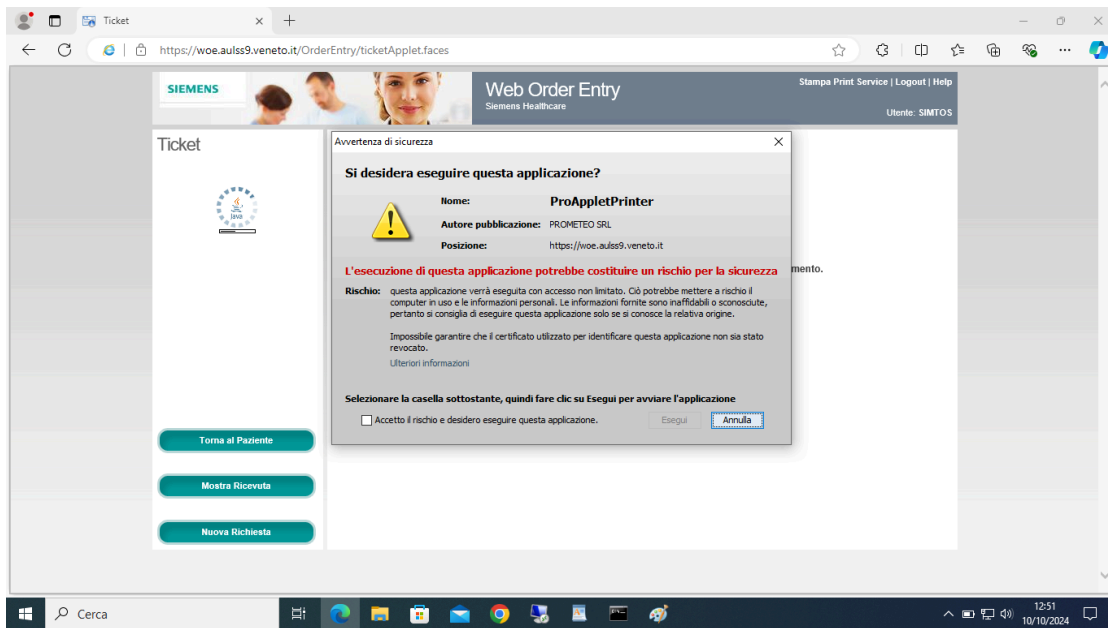 Ticket
https://woe.aulss9.veneto.it/OrderEntry/ticketApplet.faces
SIEMENS
Web Order Entry
Siemens Healthcare
Stampa Print Service | Logout | Help
Utente: SIMTOS
Ticket
Java
Avvertenza di sicurezza
Si desidera eseguire questa applicazione?
Nome: ProAppletPrinter
Autore pubblicazione: PROMETEO SRL
Posizione: https://woe.aulss9.veneto.it
L'esecuzione di questa applicazione potrebbe costituire un rischio per la sicurezza
mento.
Rischio: questa applicazione verrà eseguita con accesso non limitato. Ciò potrebbe mettere a rischio il
computer in uso e le informazioni personali. Le informazioni fornite sono inaffidabili o sconosciute,
pertanto si consiglia di eseguire questa applicazione solo se si conosce la relativa origine.
Impossibile garantire che il certificato utilizzato per identificare questa applicazione non sia stato
revocato.
Ulteriori informazioni
Selezionare la casella sottostante, quindi fare clic su Esegui per avviare l'applicazione
Accetto il rischio e desidero eseguire questa applicazione.
Esegui
Annulla
Torna al Paziente
Mostra Ricevuta
Nuova Richiesta
Cerca
12:51
10/10/2024